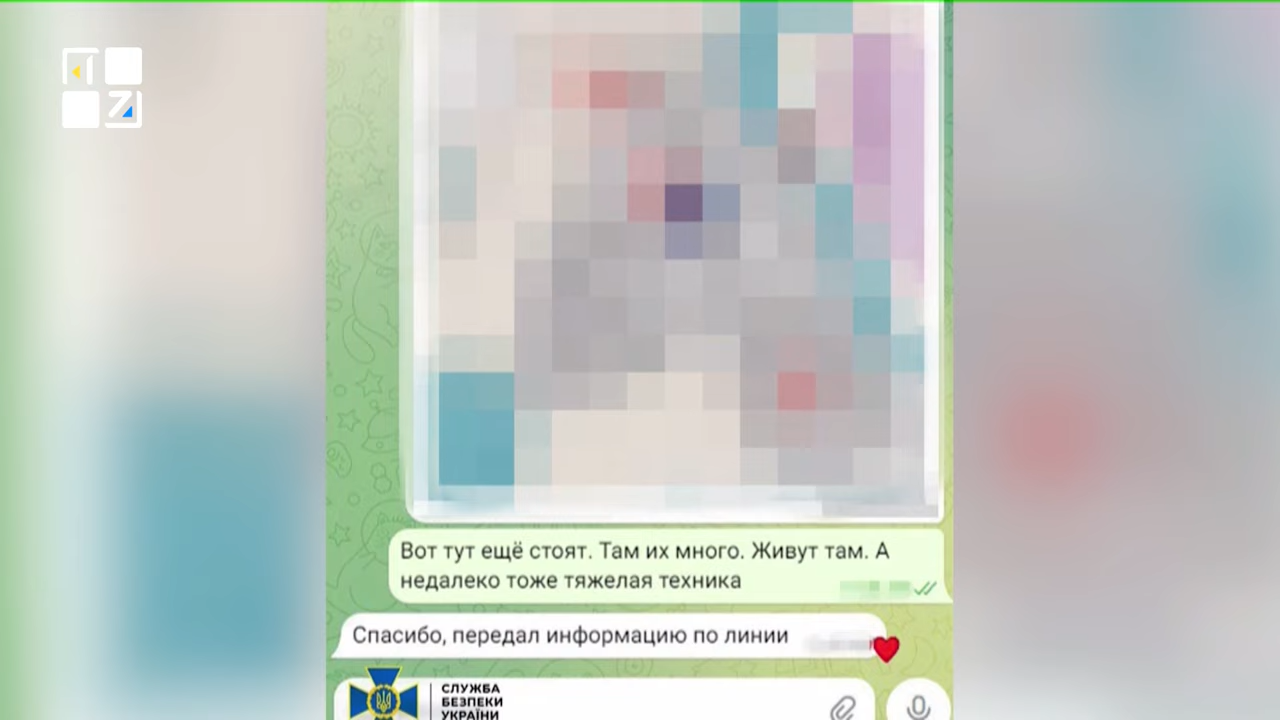 Вот тут ещё стоят. Там их много. Живут там. А
недалеко тоже тяжелая техника
Спасибо, передал информацию по линии
СЛУЖБА
БЕЗПЕКИ
УКРАЇНИ